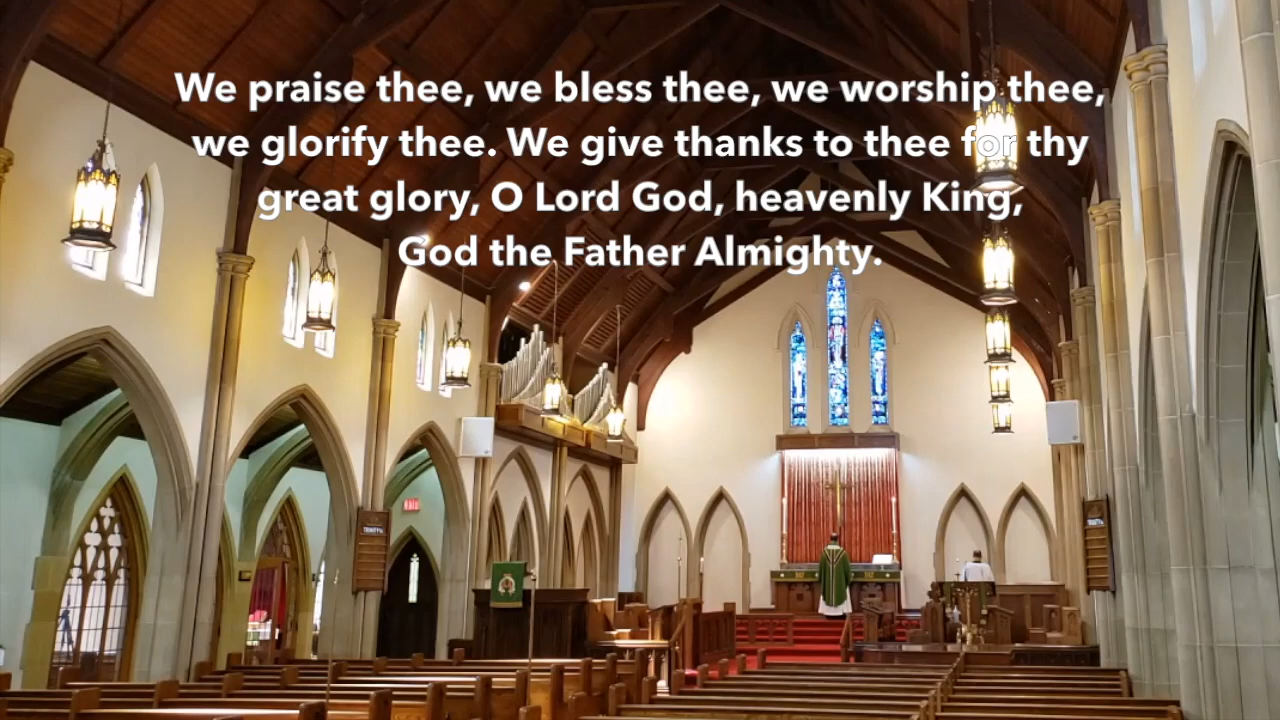 We praise thee, we bless thee, we worship thee,
we glorify thee. We give thanks to thee for thy
great glory, O Lord God, heavenly King,
God the Father Almighty.